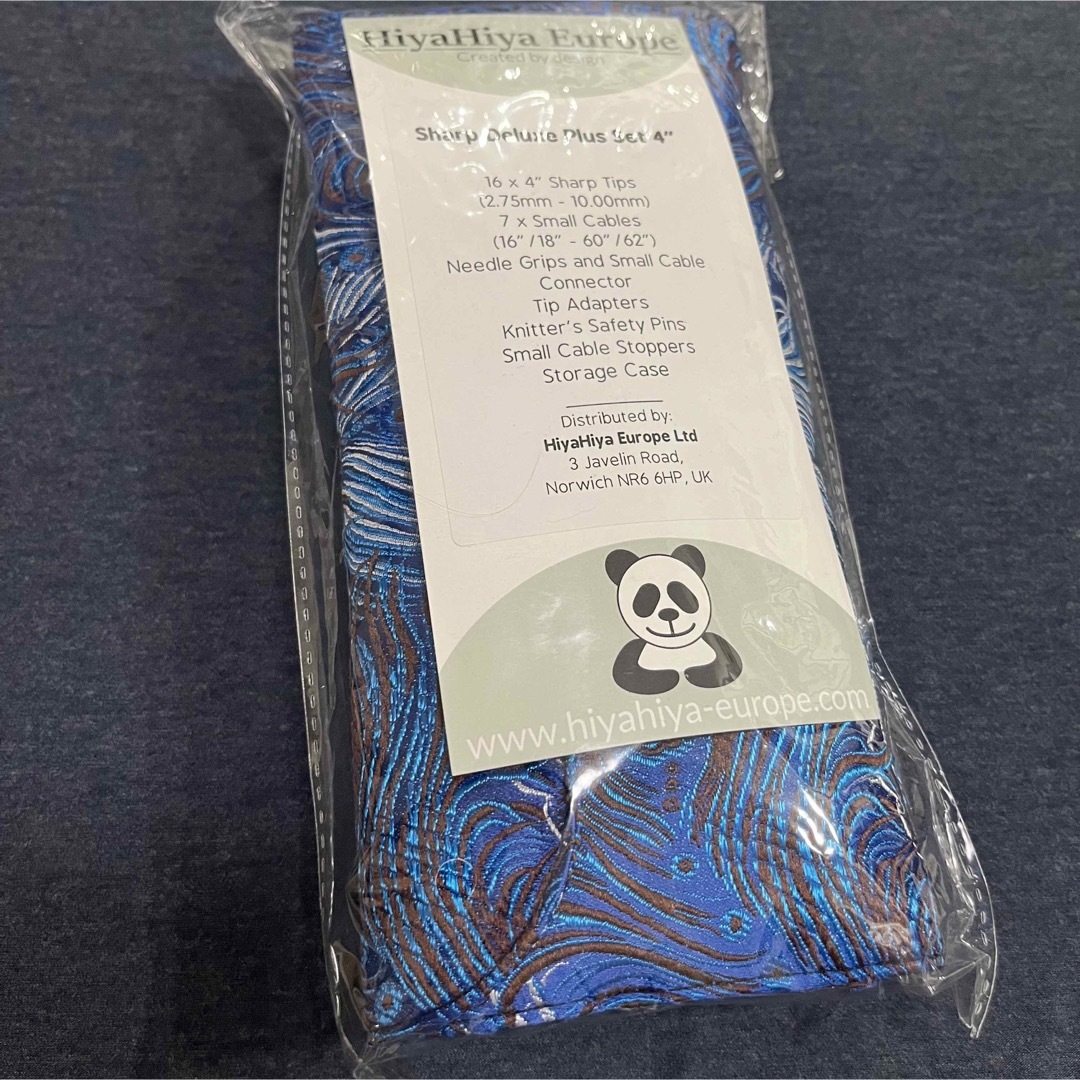 HiyaHiya Europe
Created by design
Sharp Deluxe Plus Set 4"
16 x 4" Sharp Tips
(2.75mm - 10.00mm)
7 x Small Cables
(16"/18" - 60"/62")
Needle Grips and Small Cable
Connector
Tip Adapters
Knitter's Safety Pins
Small Cable Stoppers
Storage Case
Distributed by:
HiyaHiya Europe Ltd
3 Javelin Road,
Norwich NR6 6HP, UK
www.hiyahiya-europe.com